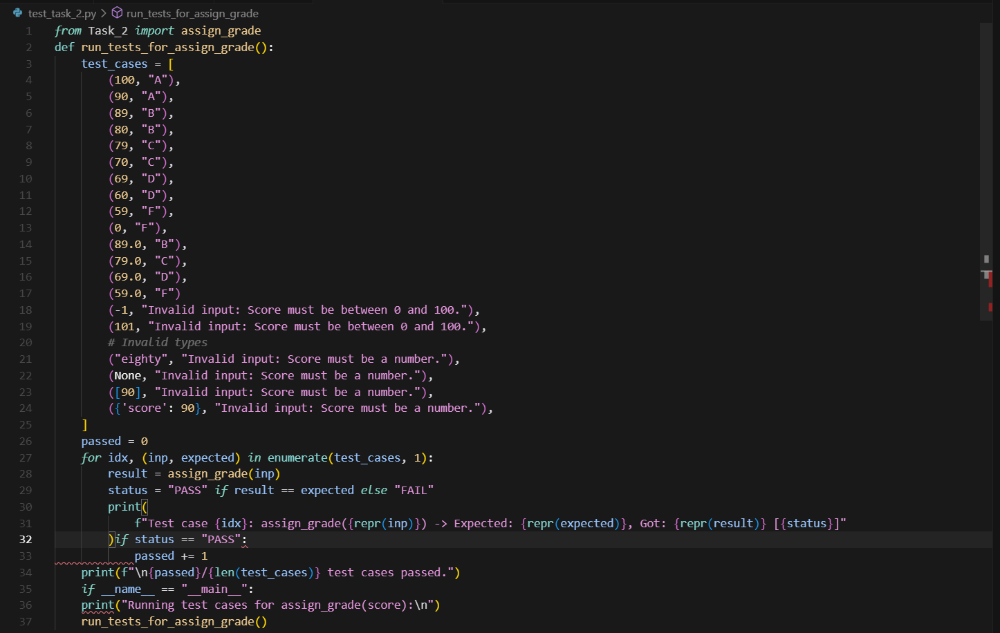 test_task_2.py > run_tests_for_assign_grade
1 from Task_2 import assign_grade
2 def run_tests_for_assign_grade():
3     test_cases = [
4         (100, "A"),
5         (90, "A"),
6         (89, "B"),
7         (80, "B"),
8         (79, "C"),
9         (70, "C"),
10         (69, "D"),
11         (60, "D"),
12         (59, "F"),
13         (0, "F"),
14         (89.0, "B"),
15         (79.0, "C"),
16         (69.0, "D"),
17         (59.0, "F")
18         (-1, "Invalid input: Score must be between 0 and 100."),
19         (101, "Invalid input: Score must be between 0 and 100."),
20         # Invalid types
21         ("eighty", "Invalid input: Score must be a number."),
22         (None, "Invalid input: Score must be a number."),
23         ([90], "Invalid input: Score must be a number."),
24         ({'score': 90}, "Invalid input: Score must be a number."),
25     ]
26     passed = 0
27     for idx, (inp, expected) in enumerate(test_cases, 1):
28         result = assign_grade(inp)
29         status = "PASS" if result == expected else "FAIL"
30         print(
31             f"Test case {idx}: assign_grade({repr(inp)}) -> Expected: {repr(expected)}, Got: {repr(result)} [{status}]"
32         )if status == "PASS":
33             passed += 1
34     print(f"\n{passed}/{len(test_cases)} test cases passed.")
35     if __name__ == "__main__":
36     print("Running test cases for assign_grade(score):\n")
37     run_tests_for_assign_grade()